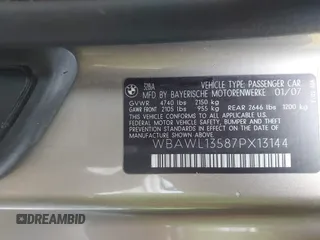 328iA VEHICLE TYPE: PASSENGER CAR
MFD BY BAYERISCHE MOTORENWERKE 01/07
GVWR 4740 lbs 2150 kg
GAWR FRONT 2105 lbs 955 kg REAR 2646 lbs 1200 kg
THIS VEHICLE CONFORMS TO ALL APPLICABLE
FEDERAL MOTOR VEHICLE SAFETY, BUMPER
AND THEFT PREVENTION STANDARDS IN EFFECT
ON THE DATE OF MANUFACTURE SHOWN ABOVE
WBAWL13587PX13144
DREAMBID